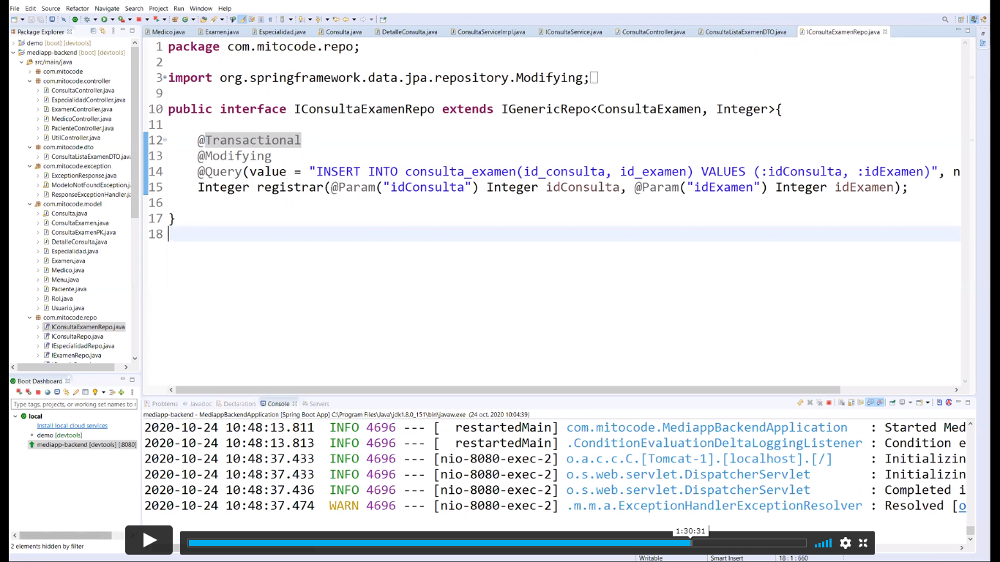 File Edit Source Refactor Navigate Search Project Run Window Help
Package Explorer
demo [boot] [devtools]
mediapp-backend [boot] [devtools]
src/main/java
com.mitocode
com.mitocode.controller
ConsultaController.java
EspecialidadController.java
ExamenController.java
MedicoController.java
PacienteController.java
UtilController.java
com.mitocode.dto
ConsultaListaExamenDTO.java
com.mitocode.exception
ExceptionResponse.java
ModeloNotFoundException.java
ResponseExceptionHandler.ja
com.mitocode.model
Consulta.java
ConsultaExamen.java
ConsultaExamenPK.java
DetalleConsulta.java
Especialidad.java
Examen.java
Medico.java
Menu.java
Paciente.java
Rol.java
Usuario.java
com.mitocode.repo
IConsultaExamenRepo.java
IConsultaRepo.java
IEspecialidadRepo.java
IExamenRepo.java
Boot Dashboard
Type tags, projects, or working set names to r
local
Install local cloud services
demo [devtools]
mediapp-backend [devtools] [:8080]
2 elements hidden by filter
Medico.java Examen.java Especialidad.java Consulta.java DetalleConsulta.java ConsultaServiceImpl.java IConsultaService.java ConsultaController.java ConsultaListaExamenDTO.java IConsultaExamenRepo.java
1 package com.mitocode.repo;
2
3 import org.springframework.data.jpa.repository.Modifying;
9
10 public interface IConsultaExamenRepo extends IGenericRepo<ConsultaExamen, Integer>{
11
12 @Transactional
13 @Modifying
14 @Query(value = "INSERT INTO consulta_examen(id_consulta, id_examen) VALUES (:idConsulta, :idExamen)", n
15 Integer registrar(@Param("idConsulta") Integer idConsulta, @Param("idExamen") Integer idExamen);
16
17 }
18
Problems Javadoc Declaration Console Servers
mediapp-backend - MediappBackendApplication [Spring Boot App] C:\Program Files\Java\jdk1.8.0_151\bin\javaw.exe (24 oct. 2020 10:04:39)
2020-10-24 10:48:13.811 INFO 4696 --- [ restartedMain] com.mitocode.MediappBackendApplication : Started Med
2020-10-24 10:48:13.813 INFO 4696 --- [ restartedMain] .ConditionEvaluationDeltaLoggingListener : Condition e
2020-10-24 10:48:37.433 INFO 4696 --- [nio-8080-exec-2] o.a.c.c.C.[Tomcat-1].[localhost].[/] : Initializin
2020-10-24 10:48:37.433 INFO 4696 --- [nio-8080-exec-2] o.s.web.servlet.DispatcherServlet : Initializin
2020-10-24 10:48:37.436 INFO 4696 --- [nio-8080-exec-2] o.s.web.servlet.DispatcherServlet : Completed i
2020-10-24 10:48:37.474 WARN 4696 --- [nio-8080-exec-2] .m.m.a.ExceptionHandlerExceptionResolver : Resolved [o
1:30:31
Writable Smart Insert 18 : 1 : 660